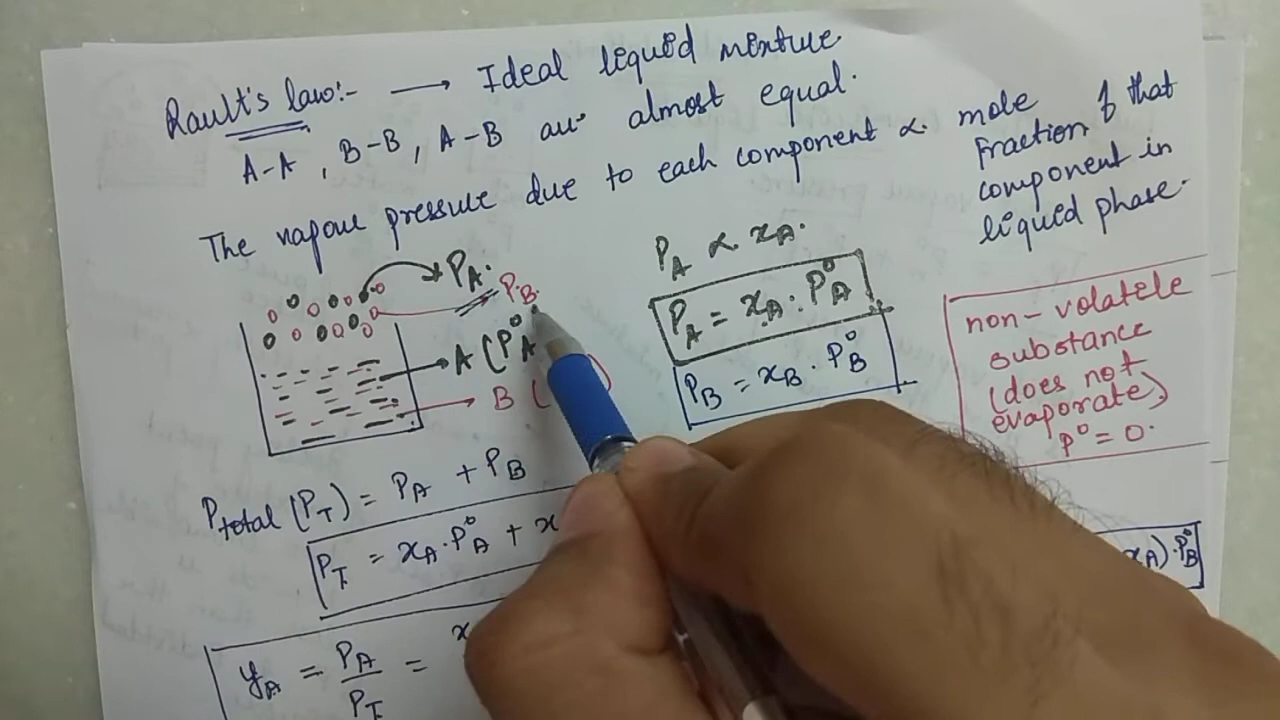 Rault's law:- → Ideal liquid mixture
A-A, B-B, A-B are almost equal.
The vapour pressure due to each component ∝. mole
fraction of that
component in
liquid phase.
P_A.
P_B.
A (P°_A
B (
P_A ∝. x_A.
P_A = x_A. P°_A
P_B = x_B. P°_B
non-volatele
substance
(does not
evaporate)
P° = 0.
P_total (P_T) = P_A + P_B
P_T = x_A. P°_A + x
x_A). P°_B
y_A = P_A / P_T = x